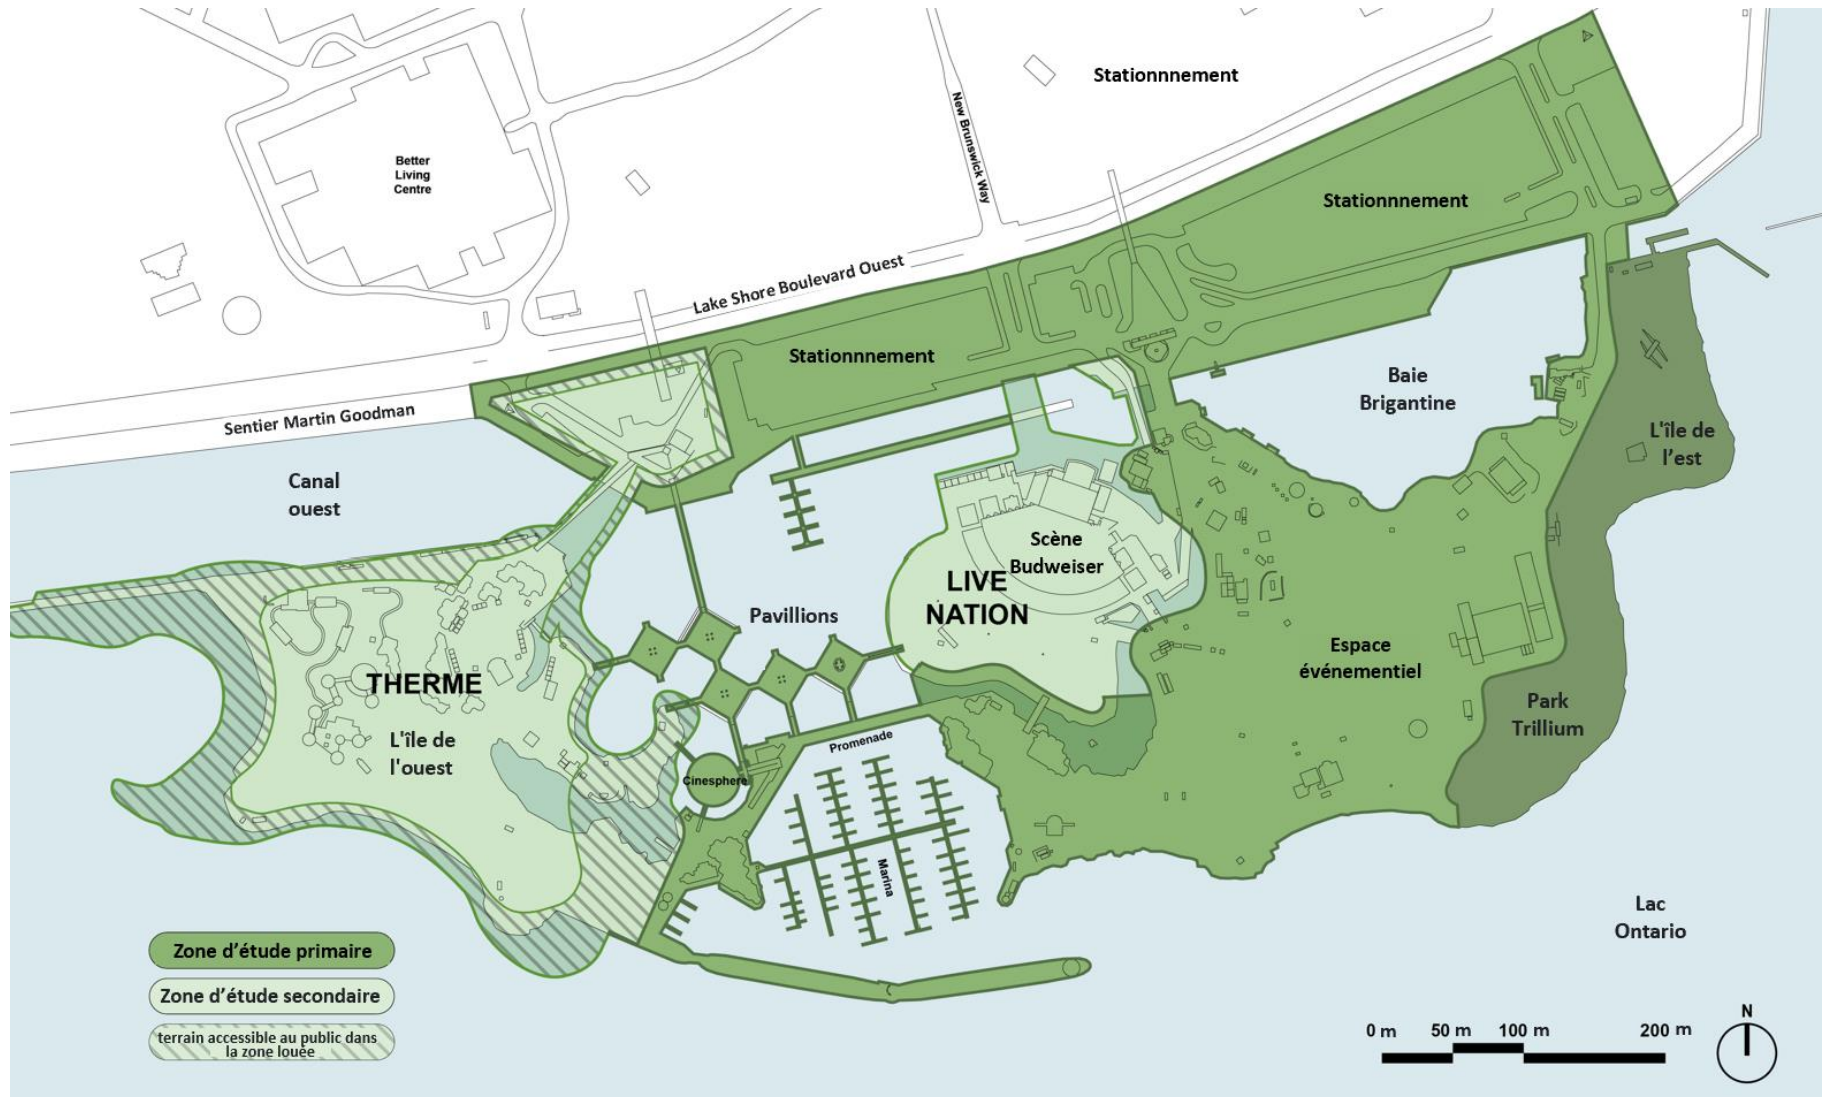 Stationnnement
New Brunswick Way
Better
Living
Centre
Stationnnement
Lake Shore Boulevard Ouest
Stationnnement
Baie
Brigantine
Sentier Martin Goodman
L'île de
l'est
Canal
ouest
Scène
Budweiser
LIVE
NATION
Pavillions
Espace
événementiel
THERME
L'île de
l'ouest
Park
Trillium
Promenade
Cinesphere
Marina
Lac
Ontario
Zone d'étude primaire
Zone d'étude secondaire
terrain accessible au public dans
la zone louée
0 m 50 m 100 m 200 m
N